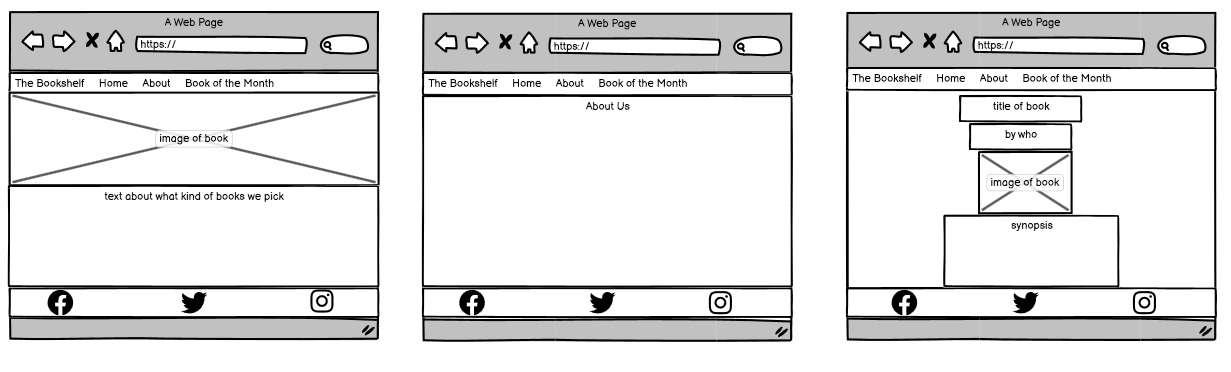 A Web Page
https://
The Bookshelf Home About Book of the Month
image of book
text about what kind of books we pick
A Web Page
https://
The Bookshelf Home About Book of the Month
About Us
A Web Page
https://
The Bookshelf Home About Book of the Month
title of book
by who
image of book
synopsis